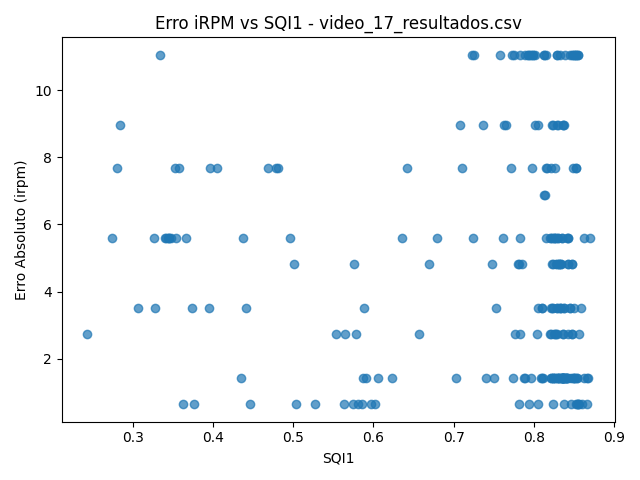 Erro iRPM vs SQI1 - video_17_resultados.csv
Erro Absoluto (irpm)
10
8
6
4
2
0.3 0.4 0.5 0.6 0.7 0.8 0.9
SQI1